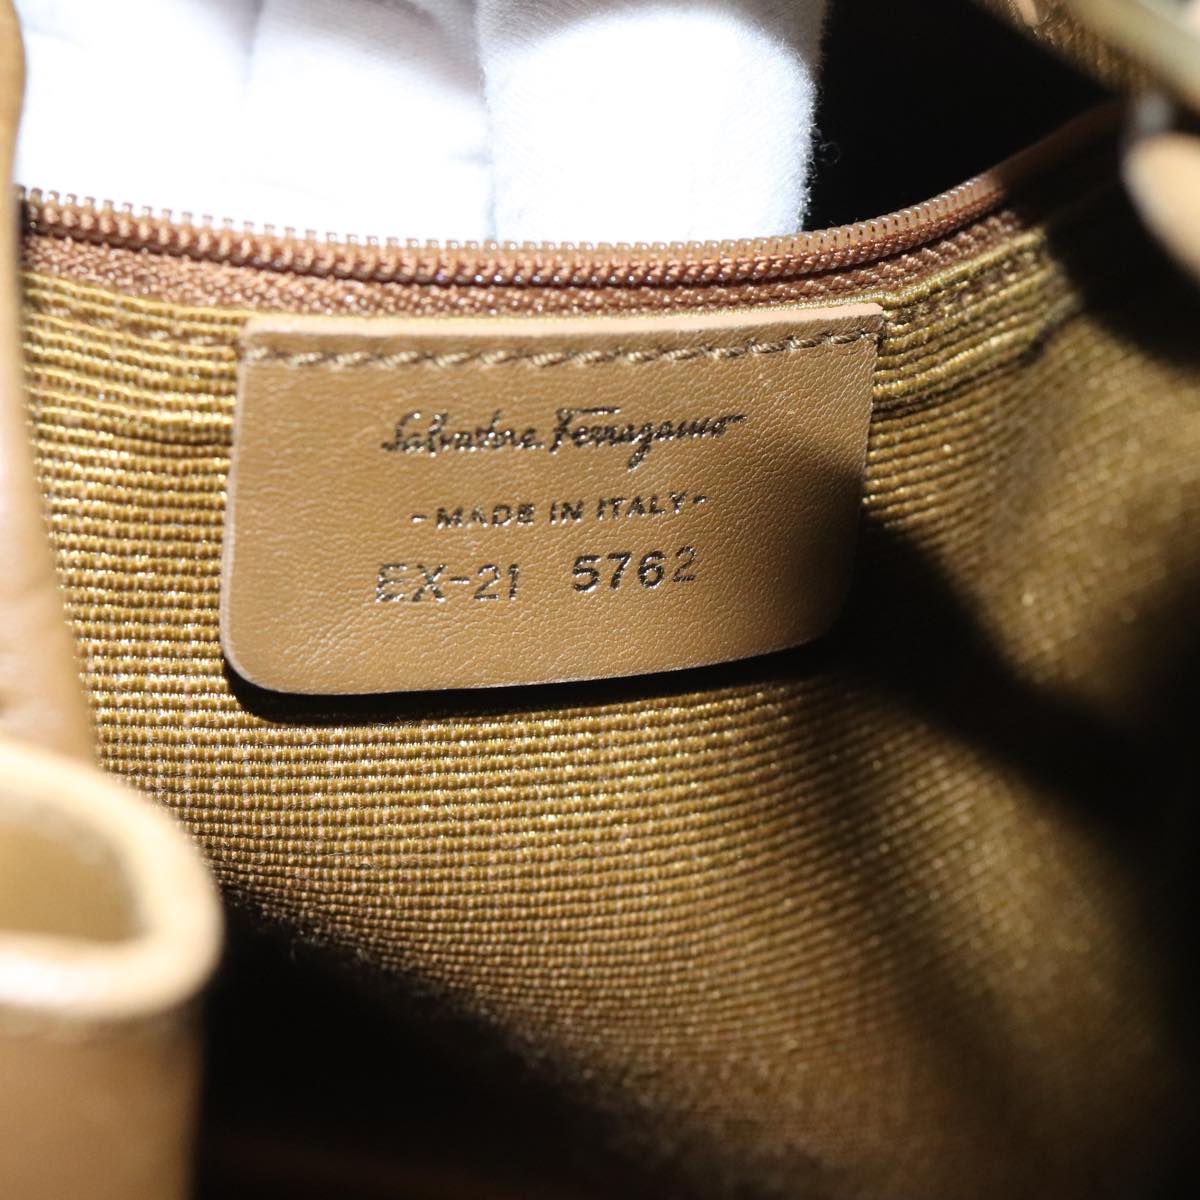 Salvatore Ferragamo
-MADE IN ITALY-
EX-21 5762